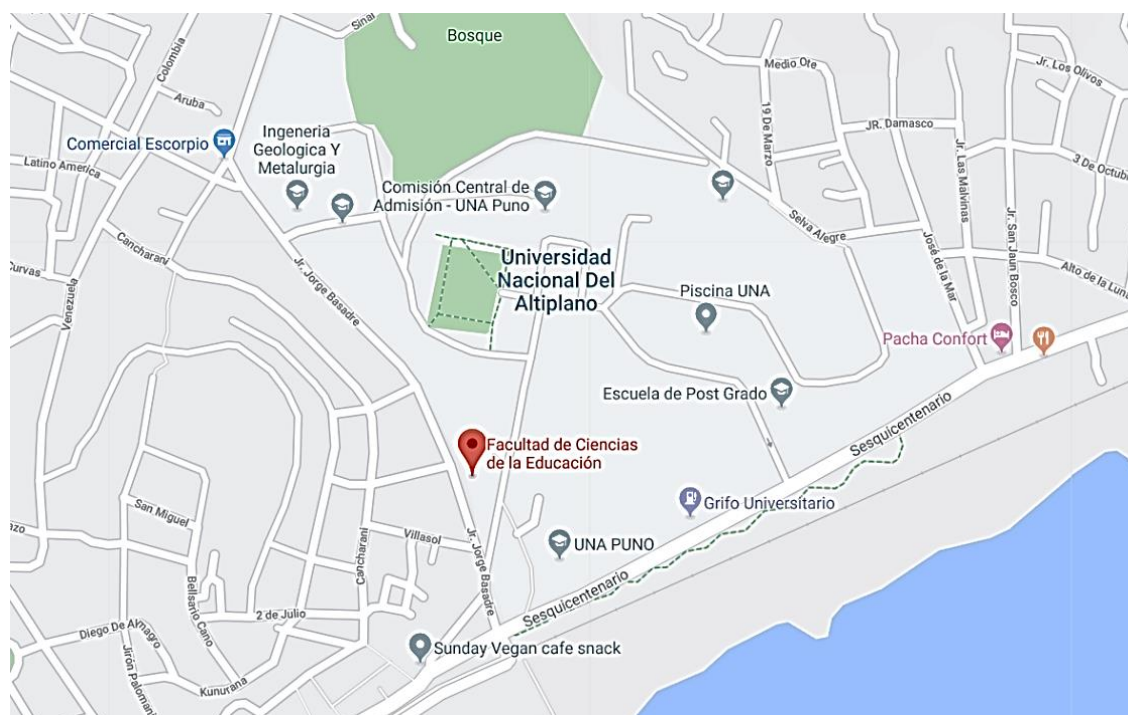 Sinai
Bosque
Colombia
Medio Ote
Jr. Los Olivos
Aruba
19 De Marzo
JR. Damasco
Comercial Escorpio
Ingeneria
Geologica Y
Metalurgia
Jr. Las Malvinas
3 De Octub
Latino America
Comisión Central de
Admisión - UNA Puno
Selva Alegre
Jr. San Jaun Bosco
Cancharani
José de la Mar
Curvas
Jr. Jorge Basadre
Universidad
Nacional Del
Altiplano
Alto de la Luna
Venezuela
Piscina UNA
Pacha Confort
Escuela de Post Grado
Sesquicentenario
Facultad de Ciencias
de la Educación
San Miguel
Grifo Universitario
azo
Villasol
Jr. Jorge Basadre
Cancharani
UNA PUNO
Bellsario Cano
Sesquicentenario
2 de Julio
Diego De Almagro
Sunday Vegan cafe snack
Jirón Palomani
Kunurana